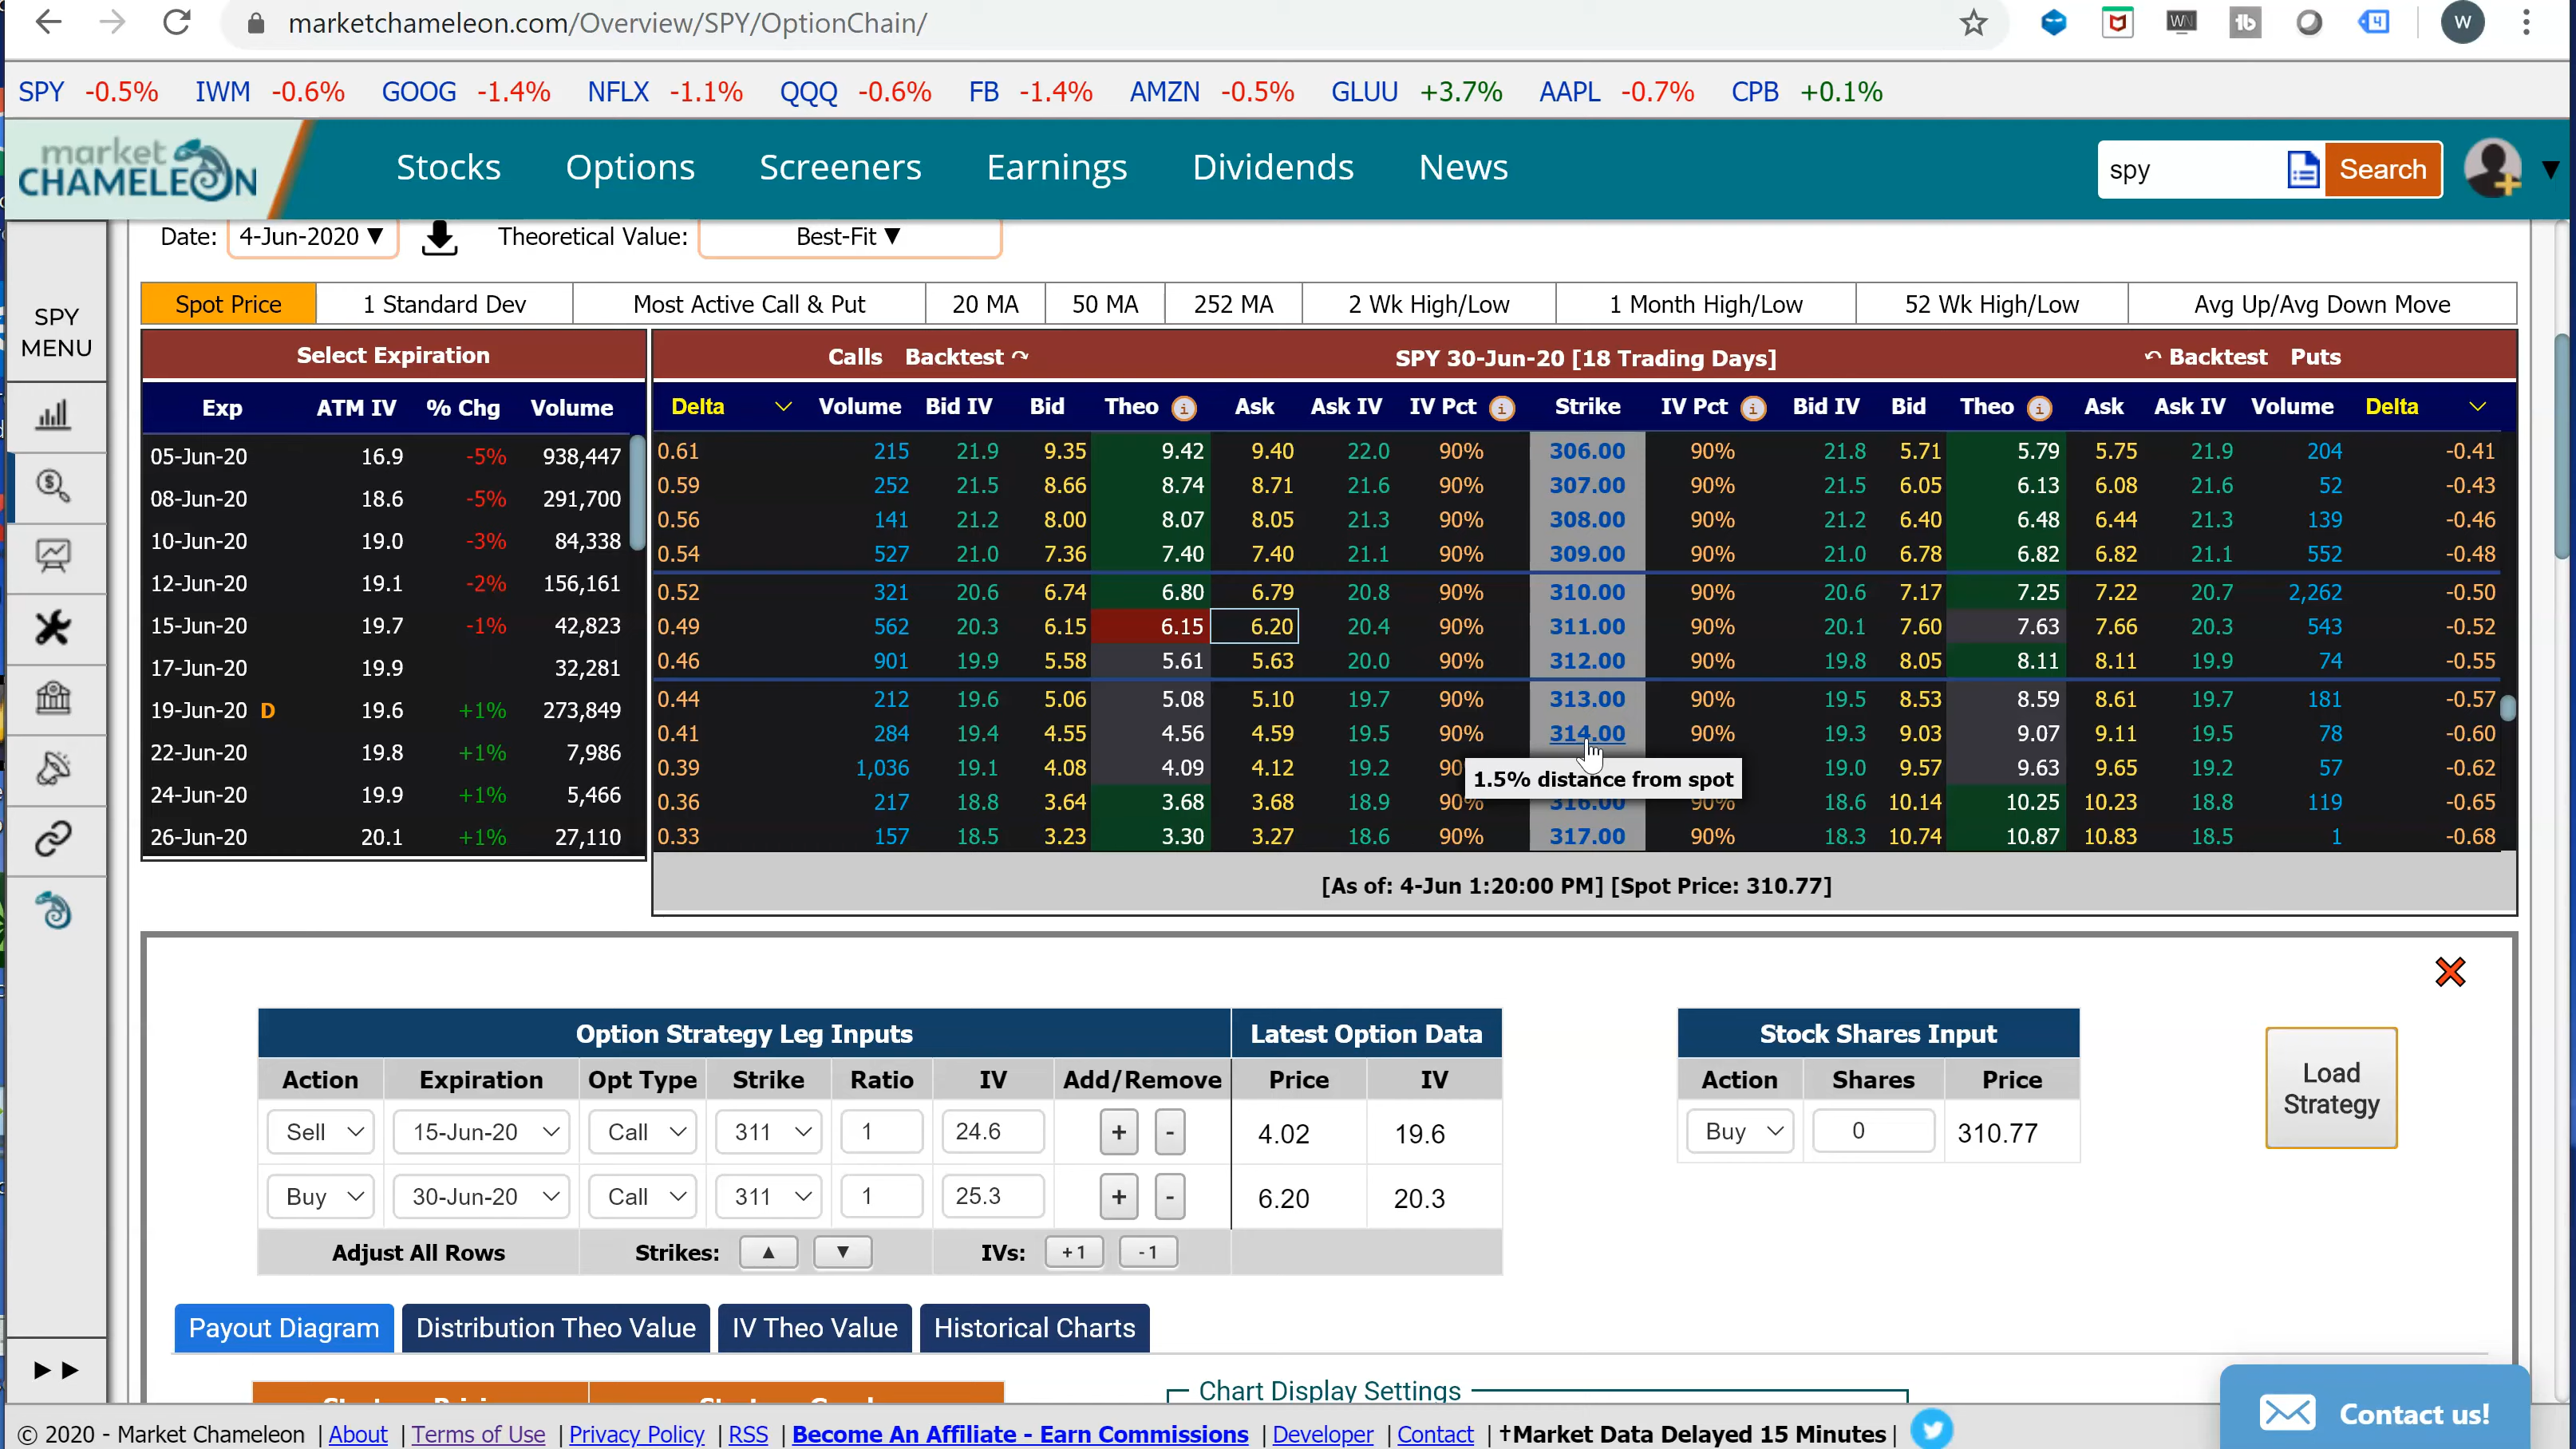 marketchameleon.com/Overview/SPY/OptionChain/
W
SPY -0.5% IWM -0.6% GOOG -1.4% NFLX -1.1% QQQ -0.6% FB -1.4% AMZN -0.5% GLUU +3.7% AAPL -0.7% CPB +0.1%
market CHAMELEON Stocks Options Screeners Earnings Dividends News spy Search
Date: 4-Jun-2020 ▼ Theoretical Value: Best-Fit ▼
SPY MENU
Spot Price 1 Standard Dev Most Active Call & Put 20 MA 50 MA 252 MA 2 Wk High/Low 1 Month High/Low 52 Wk High/Low Avg Up/Avg Down Move
Select Expiration
Exp ATM IV % Chg Volume
05-Jun-20 16.9 -5% 938,447
08-Jun-20 18.6 -5% 291,700
10-Jun-20 19.0 -3% 84,338
12-Jun-20 19.1 -2% 156,161
15-Jun-20 19.7 -1% 42,823
17-Jun-20 19.9 32,281
19-Jun-20 D 19.6 +1% 273,849
22-Jun-20 19.8 +1% 7,986
24-Jun-20 19.9 +1% 5,466
26-Jun-20 20.1 +1% 27,110
Calls Backtest SPY 30-Jun-20 [18 Trading Days] Backtest Puts
Delta Volume Bid IV Bid Theo Ask Ask IV IV Pct Strike IV Pct Bid IV Bid Theo Ask Ask IV Volume Delta
0.61 215 21.9 9.35 9.42 9.40 22.0 90% 306.00 90% 21.8 5.71 5.79 5.75 21.9 204 -0.41
0.59 252 21.5 8.66 8.74 8.71 21.6 90% 307.00 90% 21.5 6.05 6.13 6.08 21.6 52 -0.43
0.56 141 21.2 8.00 8.07 8.05 21.3 90% 308.00 90% 21.2 6.40 6.48 6.44 21.3 139 -0.46
0.54 527 21.0 7.36 7.40 7.40 21.1 90% 309.00 90% 21.0 6.78 6.82 6.82 21.1 552 -0.48
0.52 321 20.6 6.74 6.80 6.79 20.8 90% 310.00 90% 20.6 7.17 7.25 7.22 20.7 2,262 -0.50
0.49 562 20.3 6.15 6.15 6.20 20.4 90% 311.00 90% 20.1 7.60 7.63 7.66 20.3 543 -0.52
0.46 901 19.9 5.58 5.61 5.63 20.0 90% 312.00 90% 19.8 8.05 8.11 8.11 19.9 74 -0.55
0.44 212 19.6 5.06 5.08 5.10 19.7 90% 313.00 90% 19.5 8.53 8.59 8.61 19.7 181 -0.57
0.41 284 19.4 4.55 4.56 4.59 19.5 90% 314.00 90% 19.3 9.03 9.07 9.11 19.5 78 -0.60
0.39 1,036 19.1 4.08 4.09 4.12 19.2 90 19.0 9.57 9.63 9.65 19.2 57 -0.62
1.5% distance from spot
0.36 217 18.8 3.64 3.68 3.68 18.9 90% 316.00 90% 18.6 10.14 10.25 10.23 18.8 119 -0.65
0.33 157 18.5 3.23 3.30 3.27 18.6 90% 317.00 90% 18.3 10.74 10.87 10.83 18.5 1 -0.68
[As of: 4-Jun 1:20:00 PM] [Spot Price: 310.77]
Option Strategy Leg Inputs Latest Option Data
Action Expiration Opt Type Strike Ratio IV Add/Remove Price IV
Sell 15-Jun-20 Call 311 1 24.6 + - 4.02 19.6
Buy 30-Jun-20 Call 311 1 25.3 + - 6.20 20.3
Adjust All Rows Strikes: ▲ ▼ IVs: +1 -1
Stock Shares Input
Action Shares Price
Buy 0 310.77
Load Strategy
Payout Diagram Distribution Theo Value IV Theo Value Historical Charts
Chart Display Settings
Contact us!
© 2020 - Market Chameleon | About | Terms of Use | Privacy Policy | RSS | Become An Affiliate - Earn Commissions | Developer | Contact | †Market Data Delayed 15 Minutes |